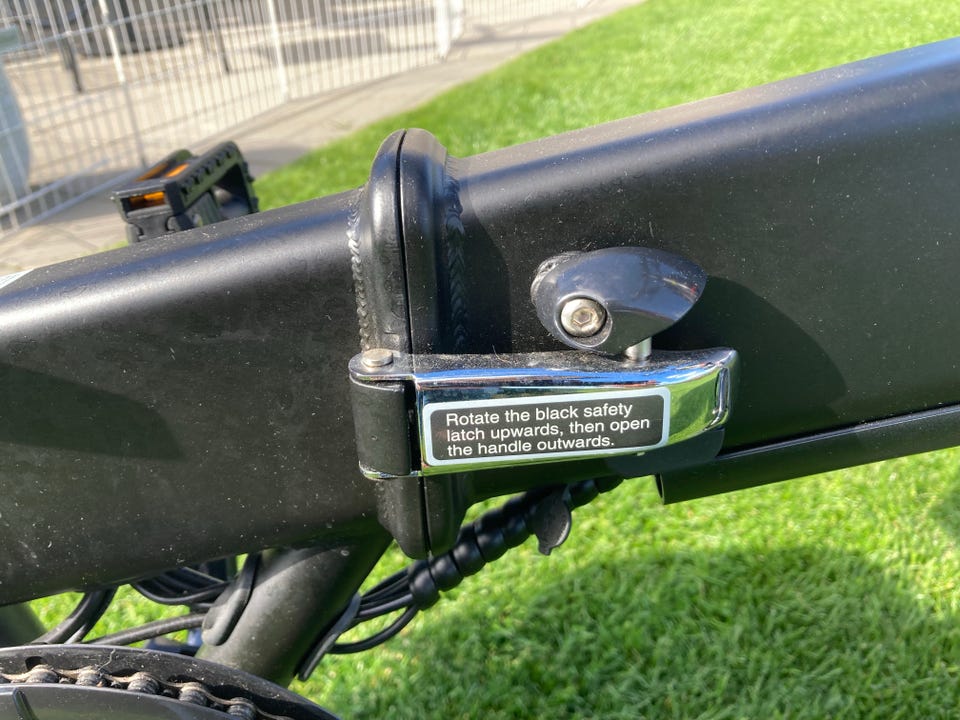 Rotate the black safety
latch upwards, then open
the handle outwards.